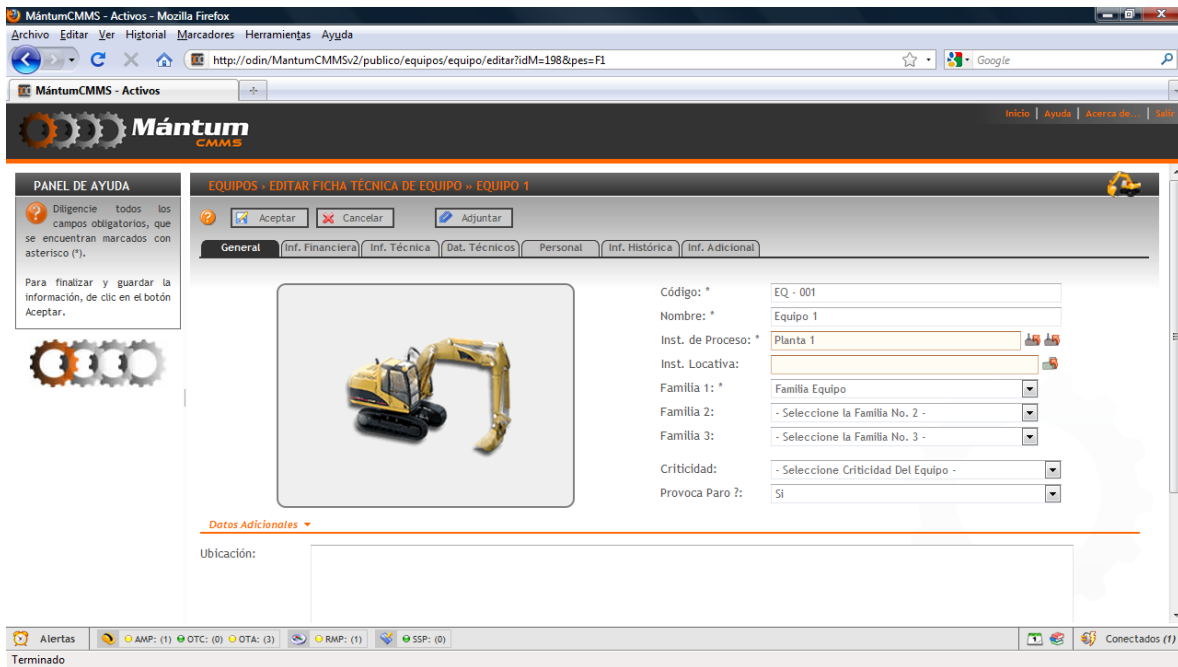 MántumCMMS - Activos - Mozilla Firefox
Archivo Editar Ver Historial Marcadores Herramientas Ayuda
http://odin/MantumCMMSv2/publico/equipos/equipo/editar?idM=198&pes=F1
Google
MántumCMMS - Activos
Inicio | Ayuda | Acerca de... | Salir
Mántum
CMMS
PANEL DE AYUDA
Diligencie todos los
campos obligatorios, que
se encuentran marcados con
asterisco (*).
Para finalizar y guardar la
información, de clic en el botón
Aceptar.
EQUIPOS › EDITAR FICHA TÉCNICA DE EQUIPO » EQUIPO 1
Aceptar Cancelar Adjuntar
General Inf. Financiera Inf. Técnica Dat. Técnicos Personal Inf. Histórica Inf. Adicional
Código: * EQ - 001
Nombre: * Equipo 1
Inst. de Proceso: * Planta 1
Inst. Locativa:
Familia 1: * Familia Equipo
Familia 2: - Seleccione la Familia No. 2 -
Familia 3: - Seleccione la Familia No. 3 -
Criticidad: - Seleccione Criticidad Del Equipo -
Provoca Paro ?: Si
Datos Adicionales
Ubicación:
Alertas AMP: (1) OTC: (0) OTA: (3) RMP: (1) SSP: (0) 1 Conectados (1)
Terminado